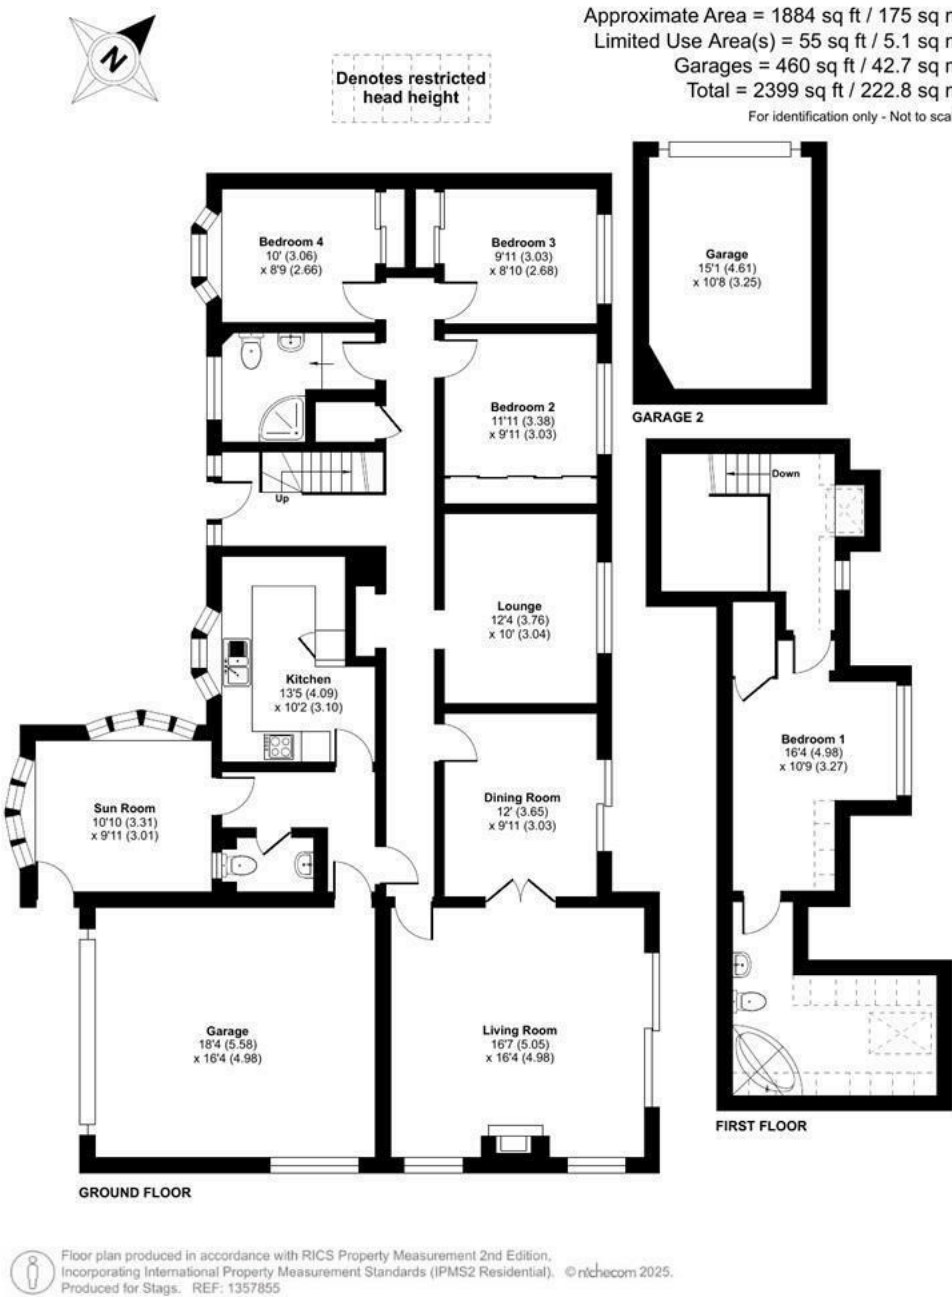 Approximate Area = 1884 sq ft / 175 sq m
Limited Use Area(s) = 55 sq ft / 5.1 sq m
Garages = 460 sq ft / 42.7 sq m
Total = 2399 sq ft / 222.8 sq m
For identification only - Not to sca
N
Denotes restricted
head height
Bedroom 4
10' (3.06)
x 8'9 (2.66)
Bedroom 3
9'11 (3.03)
x 8'10 (2.68)
Garage
15'1 (4.61)
x 10'8 (3.25)
GARAGE 2
Bedroom 2
11'11 (3.38)
x 9'11 (3.03)
Up
Down
Lounge
12'4 (3.76)
x 10' (3.04)
Kitchen
13'5 (4.09)
x 10'2 (3.10)
Bedroom 1
16'4 (4.98)
x 10'9 (3.27)
Sun Room
10'10 (3.31)
x 9'11 (3.01)
Dining Room
12' (3.65)
x 9'11 (3.03)
Garage
18'4 (5.58)
x 16'4 (4.98)
Living Room
16'7 (5.05)
x 16'4 (4.98)
FIRST FLOOR
GROUND FLOOR
Floor plan produced in accordance with RICS Property Measurement 2nd Edition,
Incorporating International Property Measurement Standards (IPMS2 Residential). © nichecom 2025.
Produced for Stags. REF: 1357855